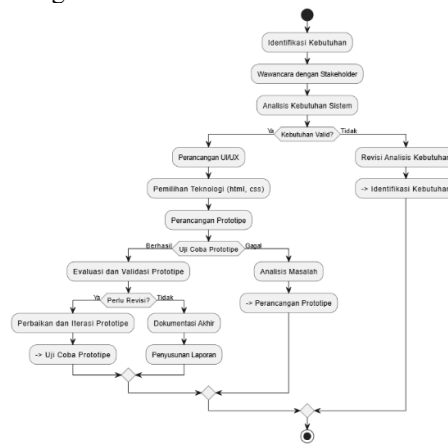 Identifikasi Kebutuhan
Wawancara dengan Stakeholder
Analisis Kebutuhan Sistem
Ya
Kebutuhan Valid?
Tidak
Perancangan UI/UX
Revisi Analisis Kebutuhan
Pemilihan Teknologi (html, css)
-> Identifikasi Kebutuhan
Perancangan Prototipe
Berhasil
Uji Coba Prototipe
Gagal
Evaluasi dan Validasi Prototipe
Analisis Masalah
Ya
Perlu Revisi?
Tidak
-> Perancangan Prototipe
Perbaikan dan Iterasi Prototipe
Dokumentasi Akhir
-> Uji Coba Prototipe
Penyusunan Laporan